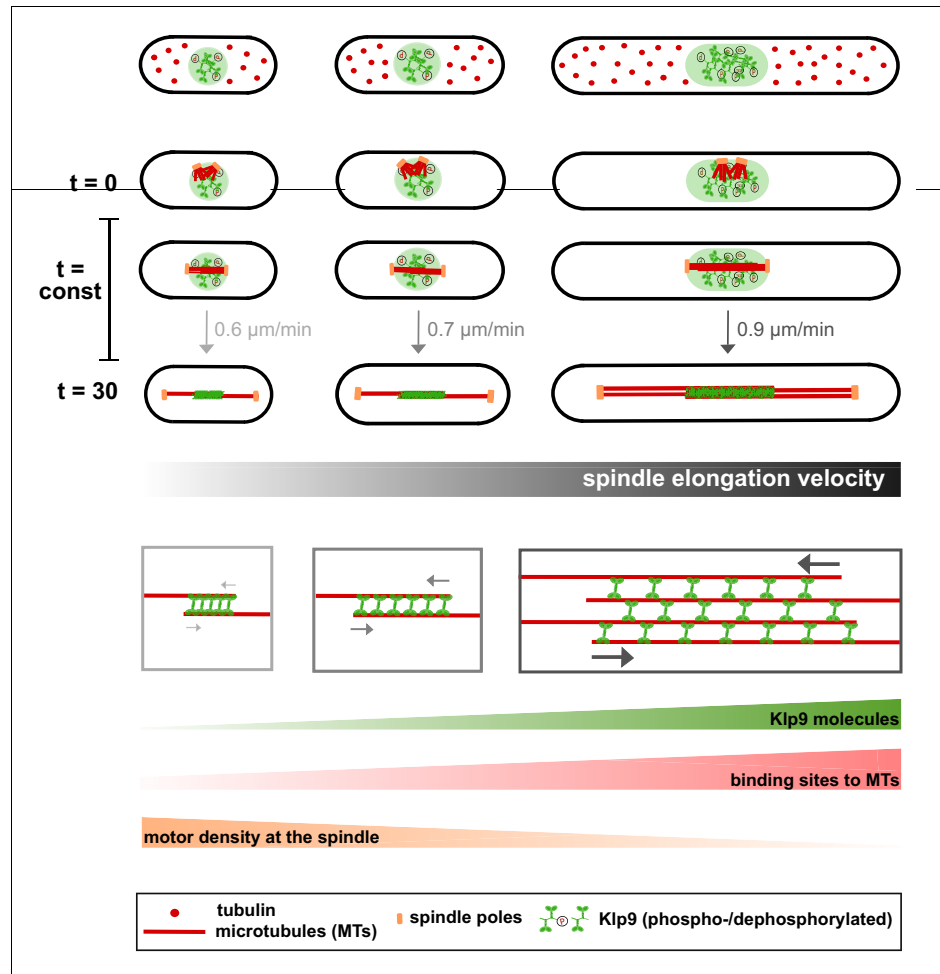 t = 0
t =
const
0.6 µm/min
0.7 µm/min
0.9 µm/min
t = 30
spindle elongation velocity
Klp9 molecules
binding sites to MTs
motor density at the spindle
tubulin
microtubules (MTs)
spindle poles
P
Klp9 (phospho-/dephosphorylated)